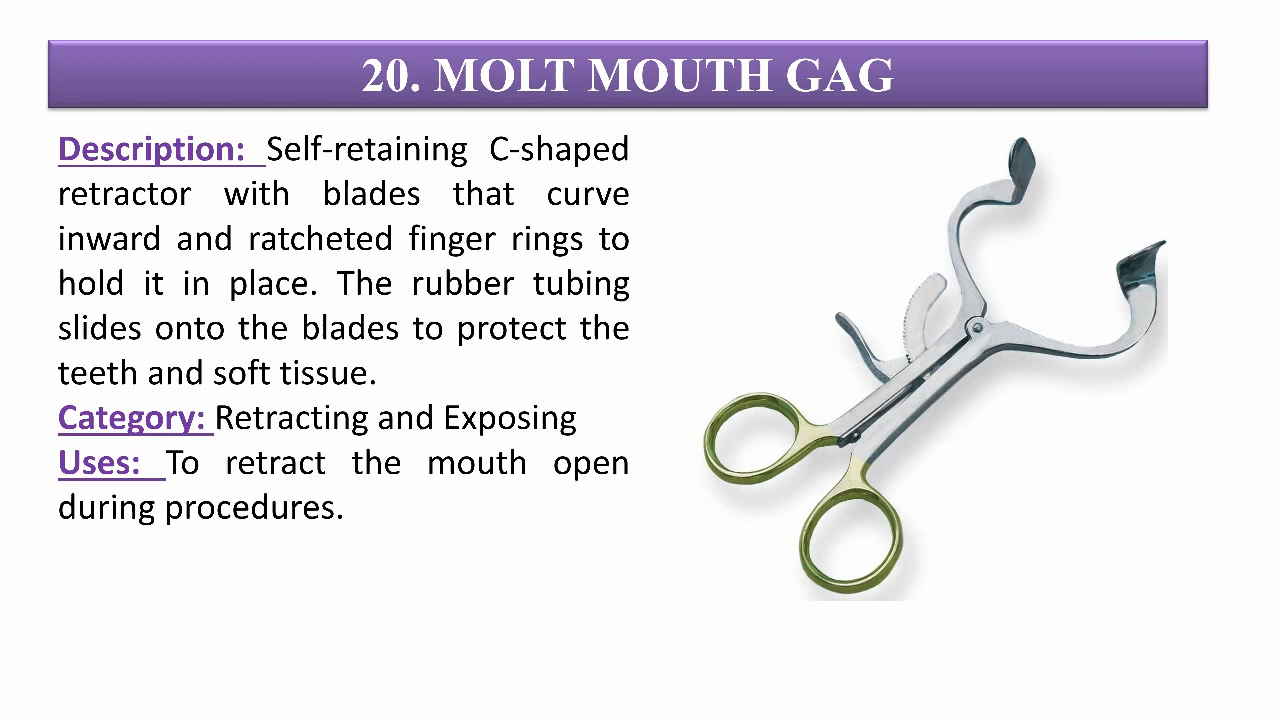 20. MOLT MOUTH GAG
Description: Self-retaining C-shaped
retractor with blades that curve
inward and ratcheted finger rings to
hold it in place. The rubber tubing
slides onto the blades to protect the
teeth and soft tissue.
Category: Retracting and Exposing
Uses: To retract the mouth open
during procedures.